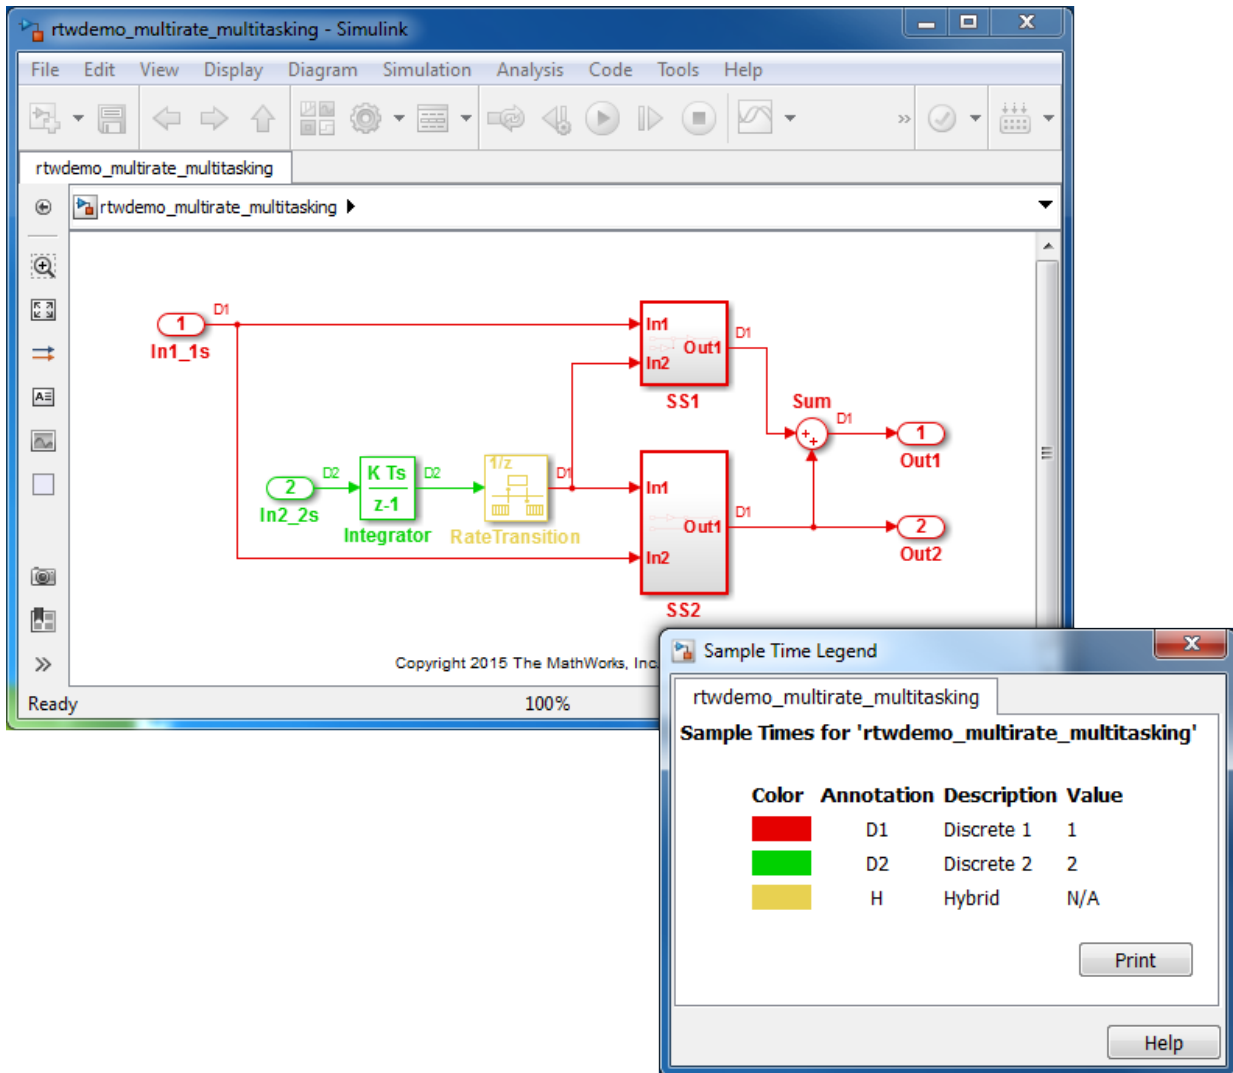 rtwdemo_multirate_multitasking - Simulink
File Edit View Display Diagram Simulation Analysis Code Tools Help
rtwdemo_multirate_multitasking
rtwdemo_multirate_multitasking
D1
1
In1_1s
In1
In2
Out1
D1
SS1
Sum
D1
1
Out1
D2
2
In2_2s
K Ts
z-1
D2
Integrator
1/z
D1
RateTransition
In1
In2
Out1
D1
SS2
2
Out2
Copyright 2015 The MathWorks, Inc.
Ready 100%
Sample Time Legend
rtwdemo_multirate_multitasking
Sample Times for 'rtwdemo_multirate_multitasking'
Color Annotation Description Value
D1 Discrete 1 1
D2 Discrete 2 2
H Hybrid N/A
Print
Help